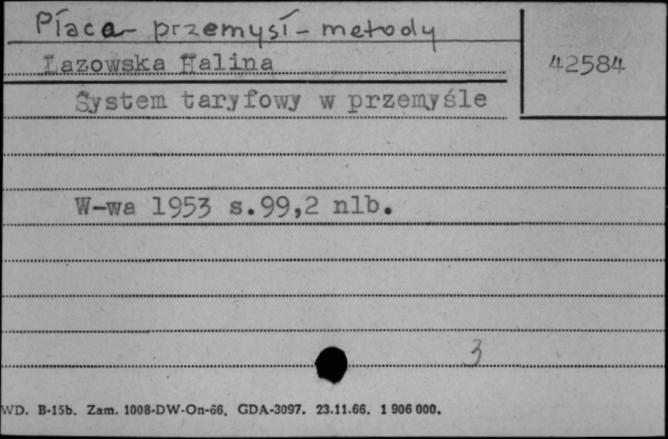 Płaca - przemysł - metody
Łazowska Halina
42584
System taryfowy w przemyśle
W-wa 1953 s.99,2 nlb.
3
WD. B-15b. Zam. 1008-DW-On-66. GDA-3097. 23.11.66. 1 906 000.